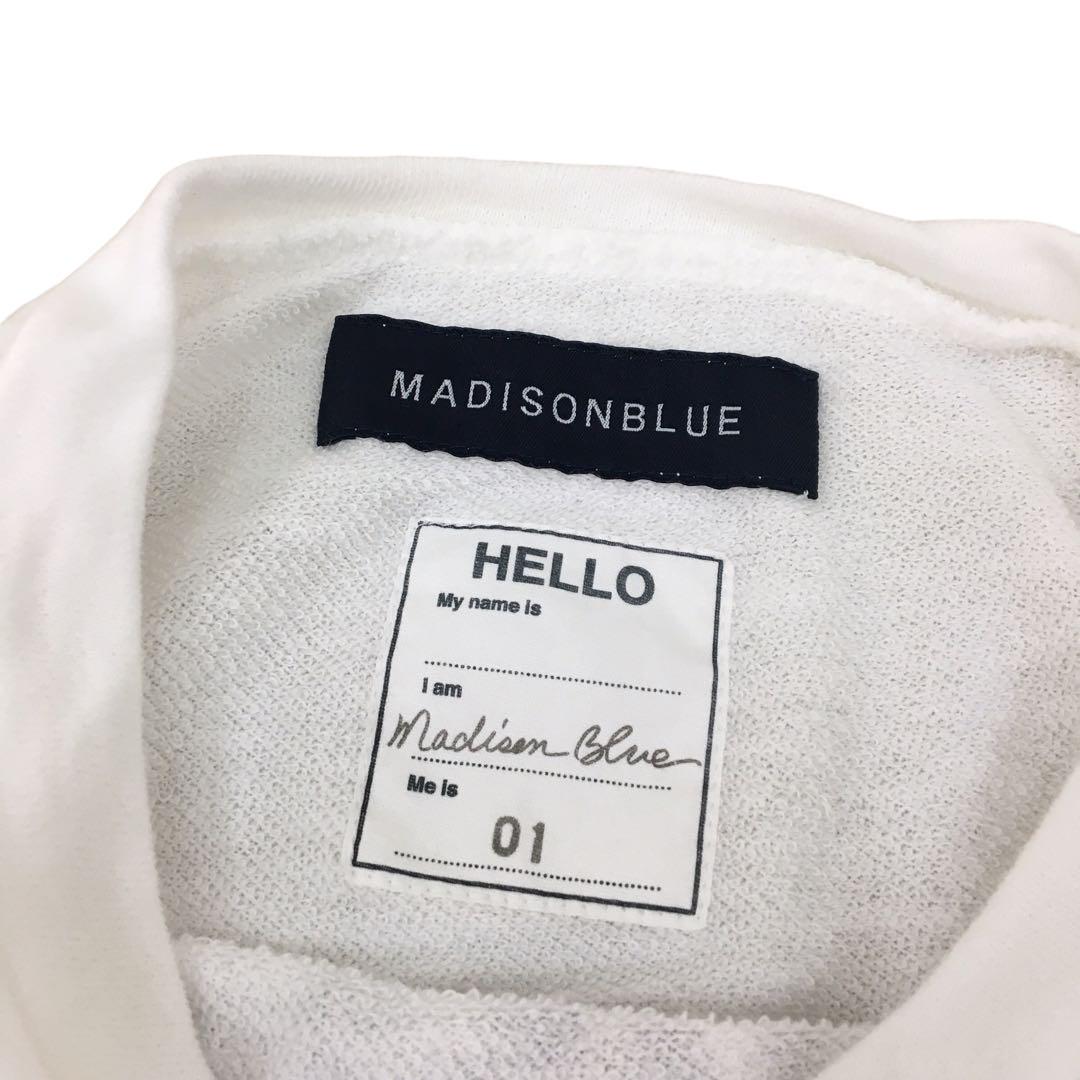 MADISONBLUE
HELLO
My name is
I am
Madison Blue
Me is
01